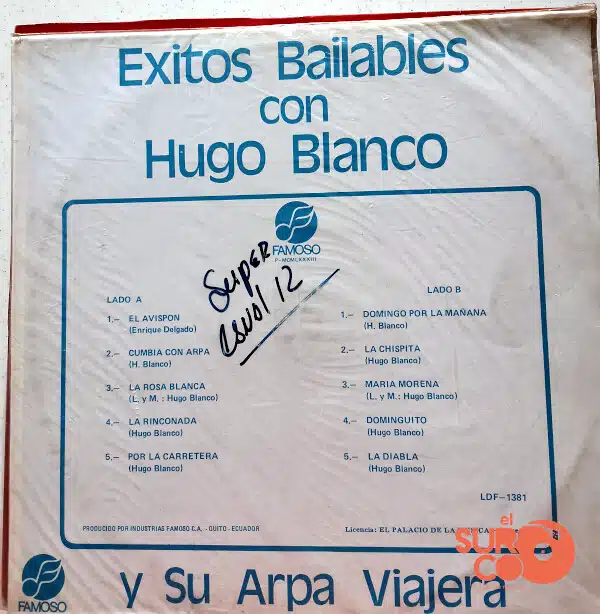 Exitos Bailables
con
Hugo Blanco
FAMOSO
P-MCMLXXXIII
Super
LADO A
1.- EL AVISPON
(Enrique Delgado)
2.- CUMBIA CON ARPA
(H. Blanco)
3.- LA ROSA BLANCA
(L. y M. : Hugo Blanco)
4.- LA RINCONADA
(Hugo Blanco)
5.- POR LA CARRETERA
(Hugo Blanco)
LADO B
1.- DOMINGO POR LA MAÑANA
(H. Blanco)
2.- LA CHISPITA
(Hugo Blanco)
3.- MARIA MORENA
(L. y M. : Hugo Blanco)
4.- DOMINGUITO
(Hugo Blanco)
5.- LA DIABLA
(Hugo Blanco)
LDF-1381
PRODUCIDO POR INDUSTRIAS FAMOSO C.A. - QUITO - ECUADOR
Licencia: EL PALACIO DE LA
el
SURCO
FAMOSO
y Su Arpa Viajera